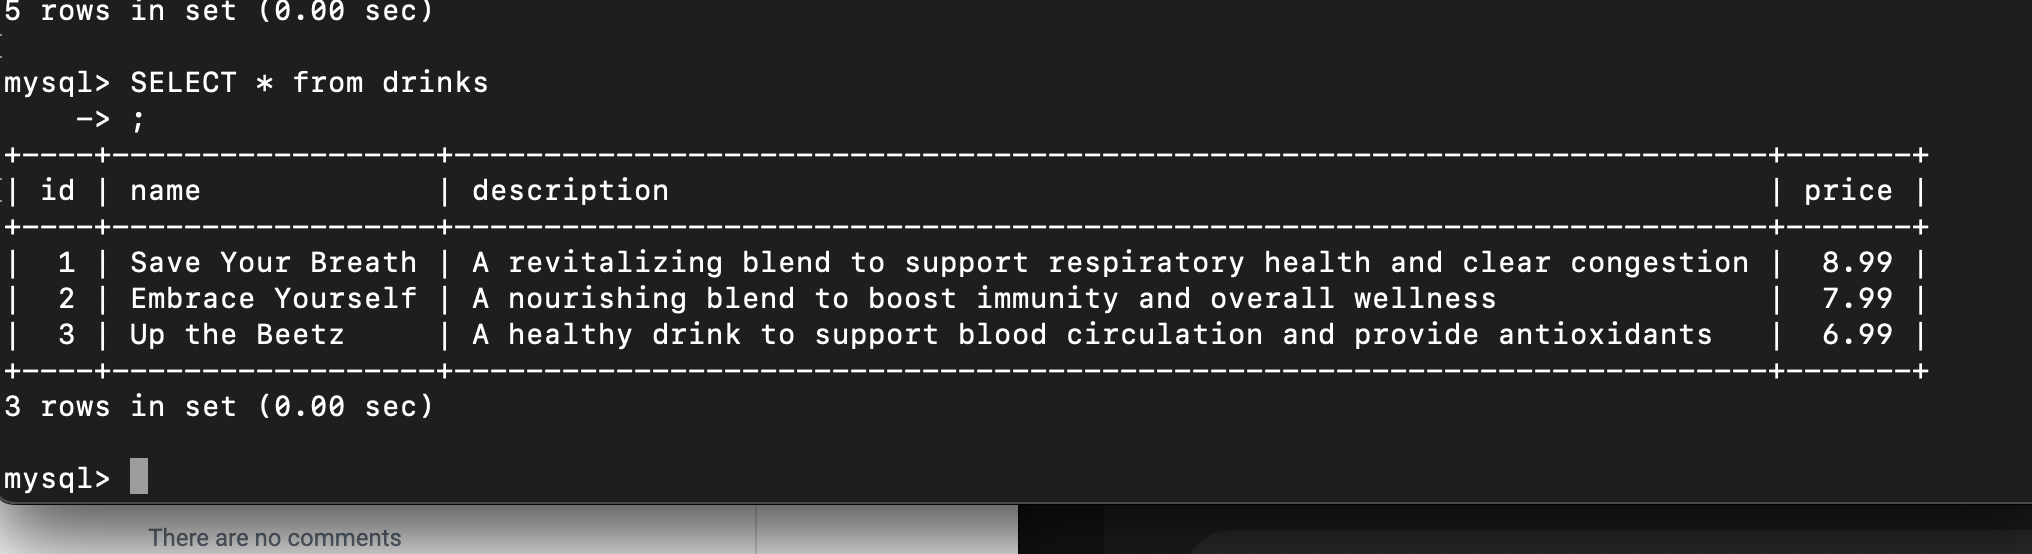 5 rows in set (0.00 sec)
mysql> SELECT * from drinks
    -> ;
+----+------------------+-------------------------------------------------------------------------+-------+
| id | name             | description                                                             | price |
+----+------------------+-------------------------------------------------------------------------+-------+
|  1 | Save Your Breath | A revitalizing blend to support respiratory health and clear congestion |  8.99 |
|  2 | Embrace Yourself | A nourishing blend to boost immunity and overall wellness               |  7.99 |
|  3 | Up the Beetz     | A healthy drink to support blood circulation and provide antioxidants   |  6.99 |
+----+------------------+-------------------------------------------------------------------------+-------+
3 rows in set (0.00 sec)
mysql>
There are no comments